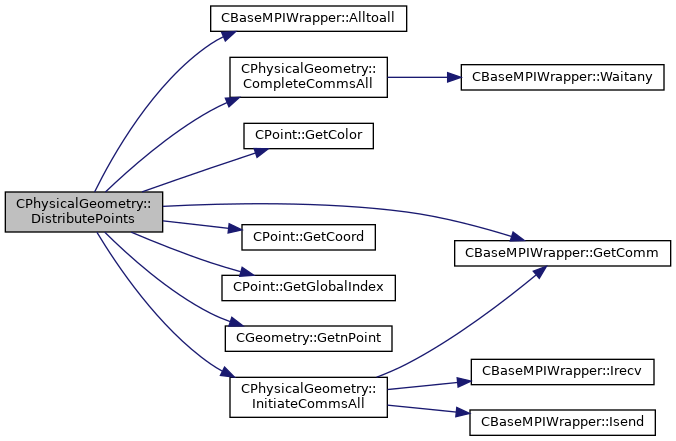 CBaseMPIWrapper::Alltoall
CPhysicalGeometry::
CompleteCommsAll
CBaseMPIWrapper::Waitany
CPoint::GetColor
CPhysicalGeometry::
DistributePoints
CPoint::GetCoord
CBaseMPIWrapper::GetComm
CPoint::GetGlobalIndex
CGeometry::GetnPoint
CPhysicalGeometry::
InitiateCommsAll
CBaseMPIWrapper::Irecv
CBaseMPIWrapper::Isend